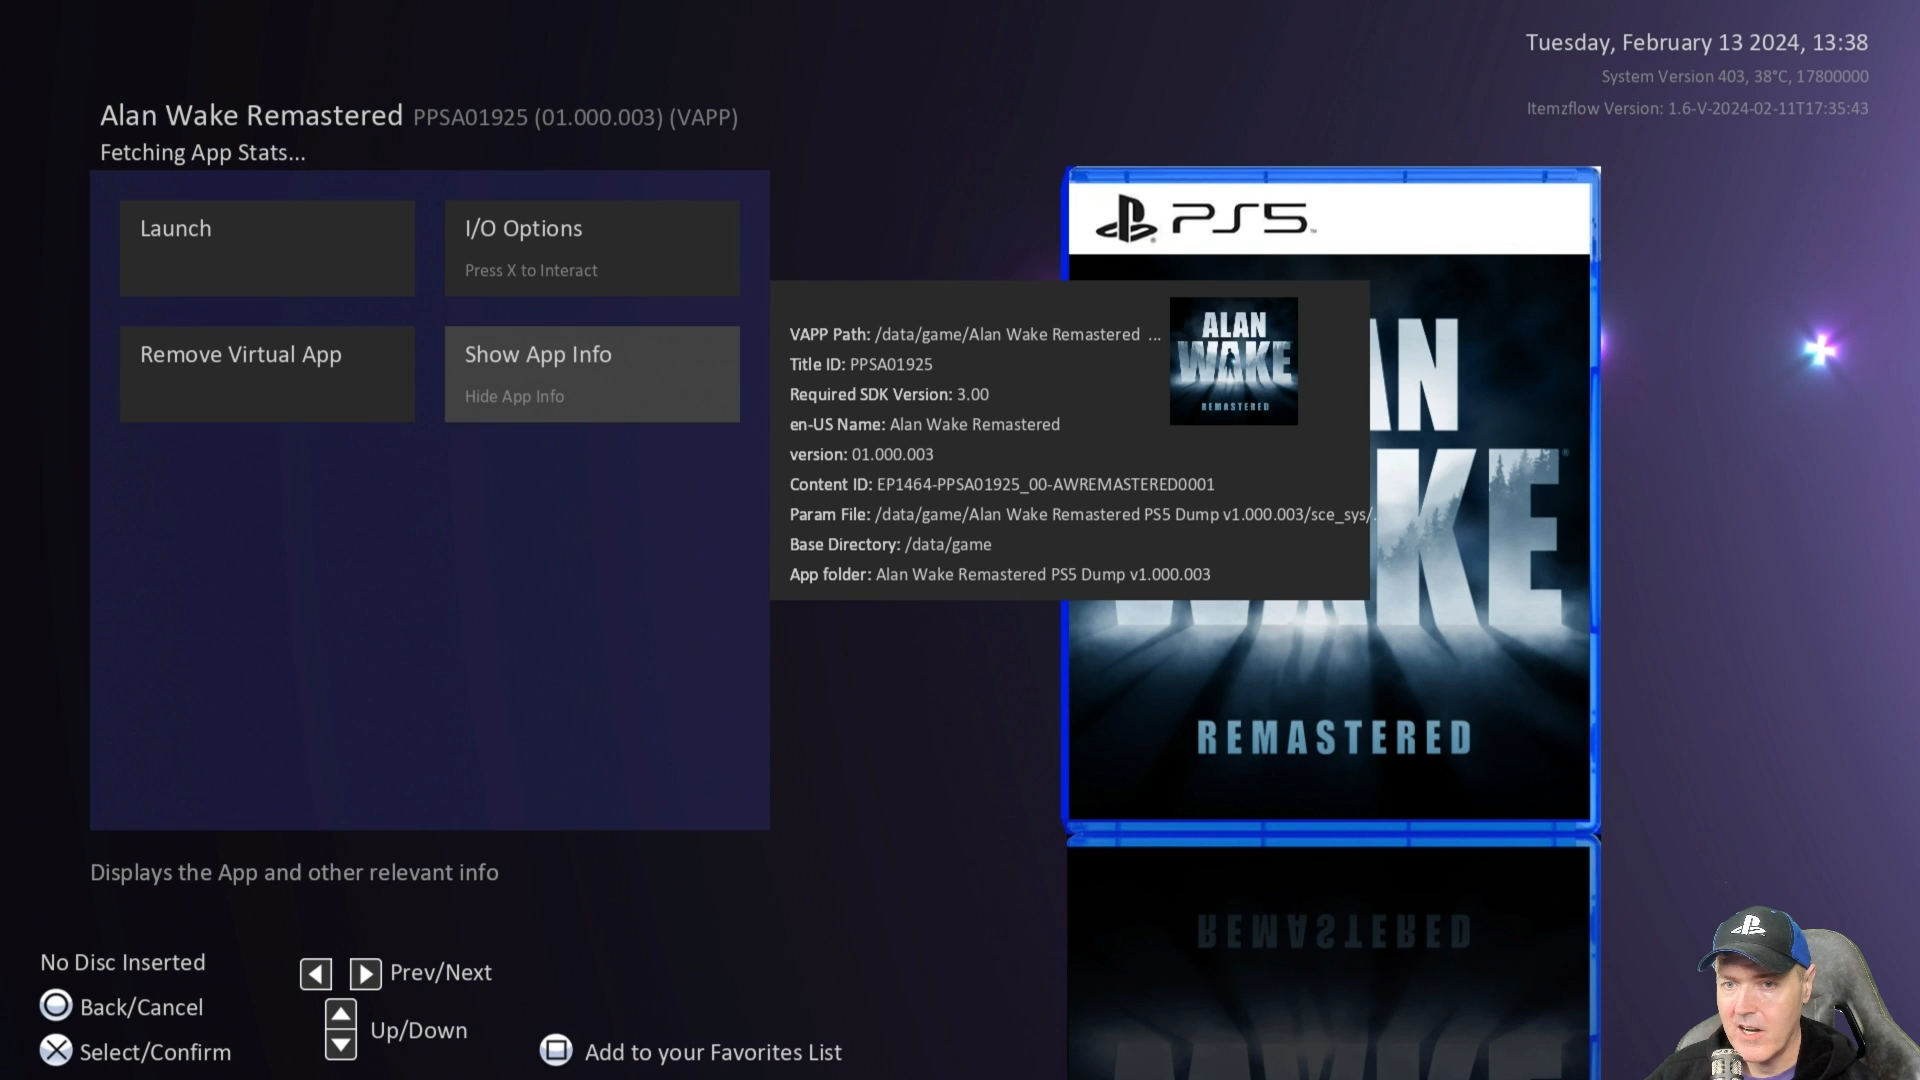 Tuesday, February 13 2024, 13:38
System Version 403, 38°C, 17800000
Itemzflow Version: 1.6-V-2024-02-11T17:35:43
Alan Wake Remastered PPSA01925 (01.000.003) (VAPP)
Fetching App Stats...
Launch
I/O Options
Press X to Interact
Remove Virtual App
Show App Info
Hide App Info
VAPP Path: /data/game/Alan Wake Remastered ...
Title ID: PPSA01925
Required SDK Version: 3.00
en-US Name: Alan Wake Remastered
version: 01.000.003
Content ID: EP1464-PPSA01925_00-AWREMASTERED0001
Param File: /data/game/Alan Wake Remastered PS5 Dump v1.000.003/sce_sys/.
Base Directory: /data/game
App folder: Alan Wake Remastered PS5 Dump v1.000.003
ALAN
WAKE
REMASTERED
PS5™
AN
WAKE
REMASTERED
REMASTERED
Displays the App and other relevant info
No Disc Inserted
Back/Cancel
Select/Confirm
Prev/Next
Up/Down
Add to your Favorites List